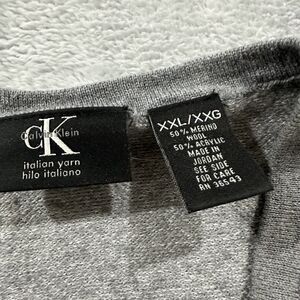 Calvin Klein
CK
italian yarn
hilo italiano
XXL/XXG
50% MERINO
WOOL
50% ACRYLIC
MADE IN
JORDAN
SEE SIDE
FOR CARE
RN 36543